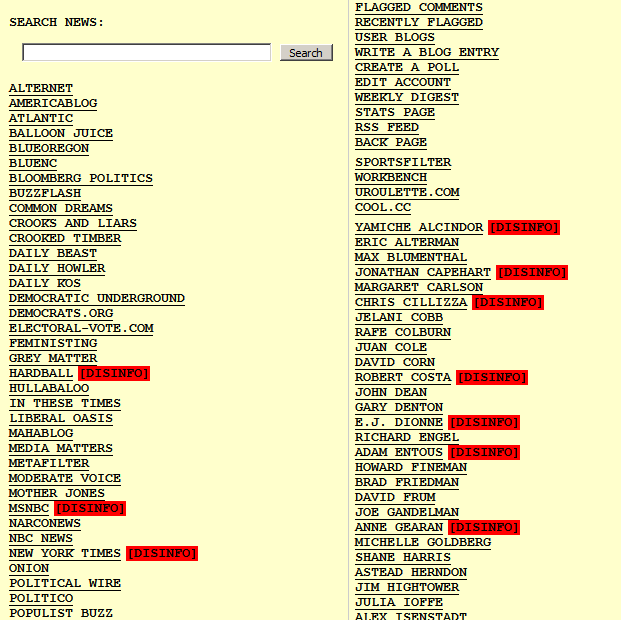 SEARCH NEWS:
Search
ALTERNET
AMERICABLOG
ATLANTIC
BALLOON JUICE
BLUEOREGON
BLUENC
BLOOMBERG POLITICS
BUZZFLASH
COMMON DREAMS
CROOKS AND LIARS
CROOKED TIMBER
DAILY BEAST
DAILY HOWLER
DAILY KOS
DEMOCRATIC UNDERGROUND
DEMOCRATS.ORG
ELECTORAL-VOTE.COM
FEMINISTING
GREY MATTER
HARDBALL [DISINFO]
HULLABALOO
IN THESE TIMES
LIBERAL OASIS
MAHABLOG
MEDIA MATTERS
METAFILTER
MODERATE VOICE
MOTHER JONES
MSNBC [DISINFO]
NARCONEWS
NBC NEWS
NEW YORK TIMES [DISINFO]
ONION
POLITICAL WIRE
POLITICO
POPULIST BUZZ
FLAGGED COMMENTS
RECENTLY FLAGGED
USER BLOGS
WRITE A BLOG ENTRY
CREATE A POLL
EDIT ACCOUNT
WEEKLY DIGEST
STATS PAGE
RSS FEED
BACK PAGE
SPORTSFILTER
WORKBENCH
UROULETTE.COM
COOL.CC
YAMICHE ALCINDOR [DISINFO]
ERIC ALTERMAN
MAX BLUMENTHAL
JONATHAN CAPEHART [DISINFO]
MARGARET CARLSON
CHRIS CILLIZZA [DISINFO]
JELANI COBB
RAFE COLBURN
JUAN COLE
DAVID CORN
ROBERT COSTA [DISINFO]
JOHN DEAN
GARY DENTON
E.J. DIONNE [DISINFO]
RICHARD ENGEL
ADAM ENTOUS [DISINFO]
HOWARD FINEMAN
BRAD FRIEDMAN
DAVID FRUM
JOE GANDELMAN
ANNE GEARAN [DISINFO]
MICHELLE GOLDBERG
SHANE HARRIS
ASTEAD HERNDON
JIM HIGHTOWER
JULIA IOFFE
ALEX ISENSTADT